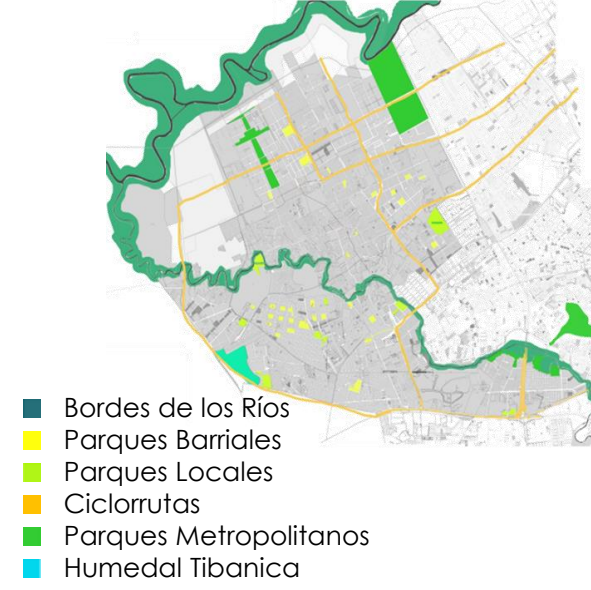 Bordes de los Ríos
Parques Barriales
Parques Locales
Ciclorrutas
Parques Metropolitanos
Humedal Tibanica